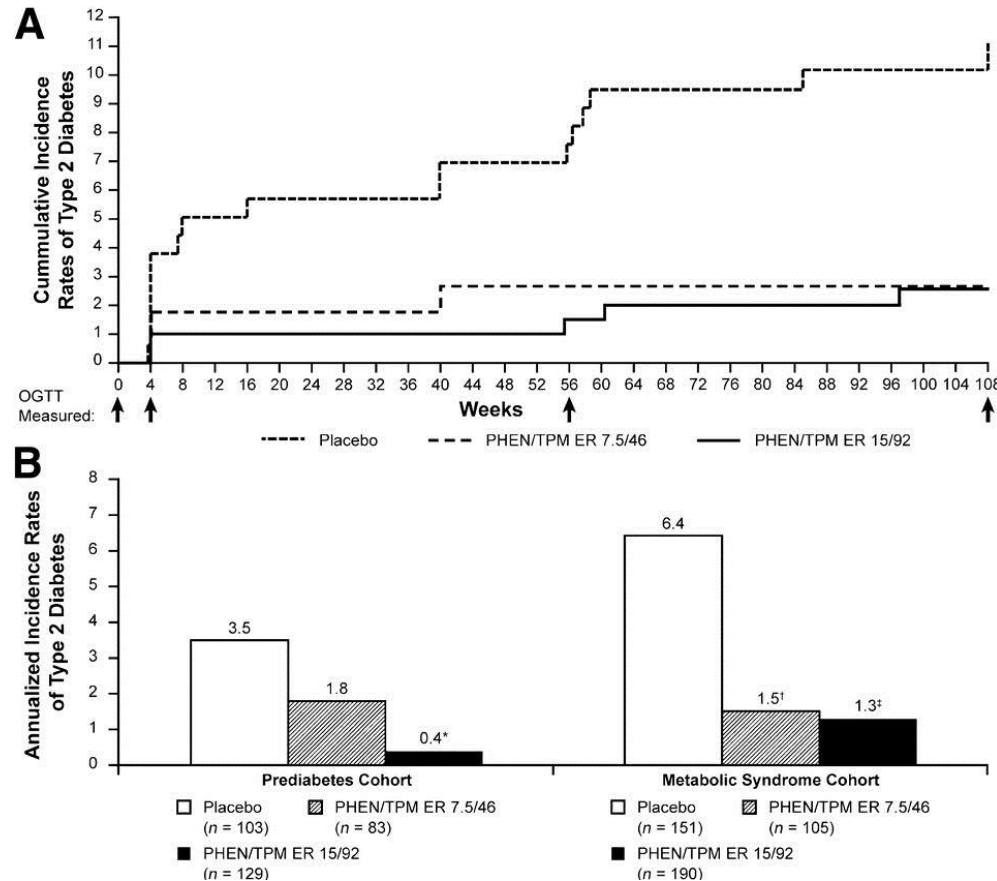 A
Cummulative Incidence
Rates of Type 2 Diabetes
12
11
10
9
8
7
6
5
4
3
2
1
0
0 4 8 12 16 20 24 28 32 36 40 44 48 52 56 60 64 68 72 76 80 84 88 92 96 100 104 108
OGTT
Measured:
Weeks
Placebo PHEN/TPM ER 7.5/46 PHEN/TPM ER 15/92
B
Annualized Incidence Rates
of Type 2 Diabetes
8
7
6
5
4
3
2
1
0
3.5
1.8
0.4*
6.4
1.5†
1.3‡
Prediabetes Cohort Metabolic Syndrome Cohort
Placebo PHEN/TPM ER 7.5/46 Placebo PHEN/TPM ER 7.5/46
(n = 103) (n = 83) (n = 151) (n = 105)
PHEN/TPM ER 15/92 PHEN/TPM ER 15/92
(n = 129) (n = 190)